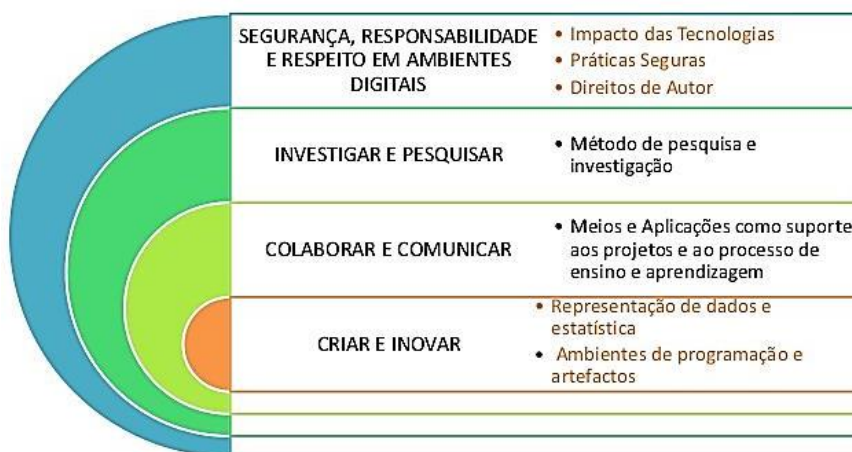 SEGURANÇA, RESPONSABILIDADE
E RESPEITO EM AMBIENTES
DIGITAIS
• Impacto das Tecnologias
• Práticas Seguras
• Direitos de Autor
INVESTIGAR E PESQUISAR
• Método de pesquisa e
investigação
COLABORAR E COMUNICAR
• Meios e Aplicações como suporte
aos projetos e ao processo de
ensino e aprendizagem
CRIAR E INOVAR
• Representação de dados e
estatística
• Ambientes de programação e
artefactos